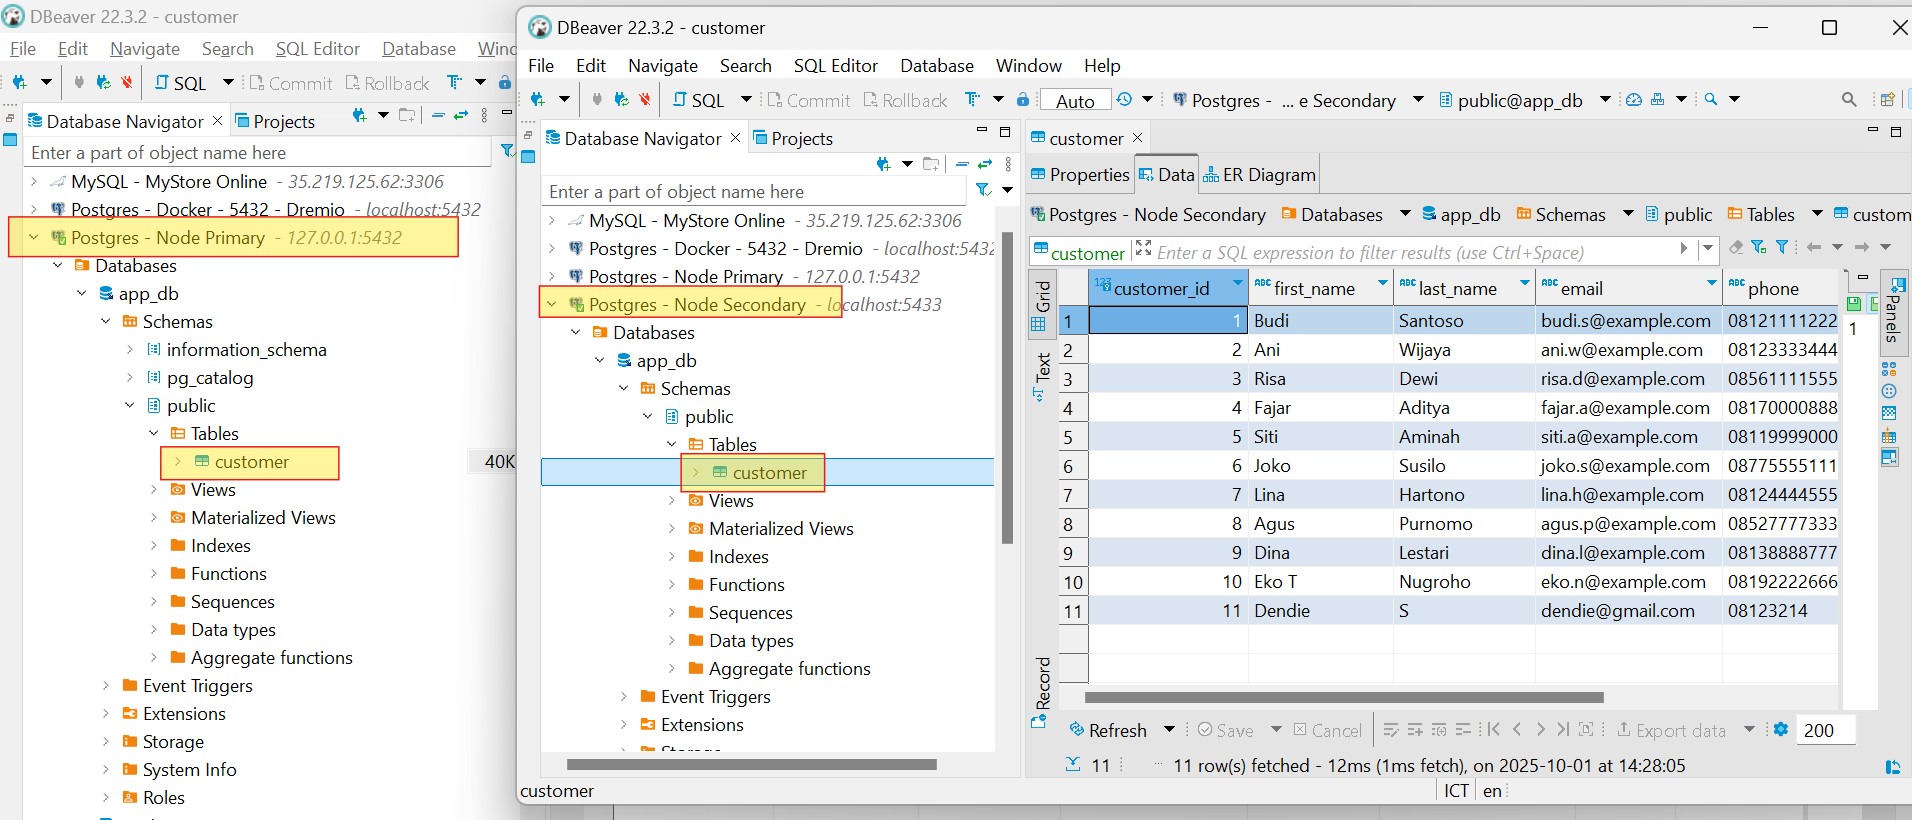 DBeaver 22.3.2 - customer
File Edit Navigate Search SQL Editor Database Wind
SQL Commit Rollback
Database Navigator Projects
Enter a part of object name here
MySQL - MyStore Online - 35.219.125.62:3306
Postgres - Docker - 5432 - Dremio - localhost:5432
Postgres - Node Primary - 127.0.0.1:5432
Databases
app_db
Schemas
information_schema
pg_catalog
public
Tables
customer 40K
Views
Materialized Views
Indexes
Functions
Sequences
Data types
Aggregate functions
Event Triggers
Extensions
Storage
System Info
Roles
DBeaver 22.3.2 - customer
File Edit Navigate Search SQL Editor Database Window Help
SQL Commit Rollback Auto Postgres - ... e Secondary public@app_db
Database Navigator Projects
Enter a part of object name here
MySQL - MyStore Online - 35.219.125.62:3306
Postgres - Docker - 5432 - Dremio - localhost:543
Postgres - Node Primary - 127.0.0.1:5432
Postgres - Node Secondary - localhost:5433
Databases
app_db
Schemas
public
Tables
customer
Views
Materialized Views
Indexes
Functions
Sequences
Data types
Aggregate functions
Event Triggers
Extensions
customer
Properties Data ER Diagram
Postgres - Node Secondary Databases app_db Schemas public Tables custom
customer Enter a SQL expression to filter results (use Ctrl+Space)
Grid
Text
Record
123 customer_id ABC first_name ABC last_name ABC email ABC phone
1 1 Budi Santoso budi.s@example.com 08121111222
2 2 Ani Wijaya ani.w@example.com 08123333444
3 3 Risa Dewi risa.d@example.com 08561111555
4 4 Fajar Aditya fajar.a@example.com 08170000888
5 5 Siti Aminah siti.a@example.com 08119999000
6 6 Joko Susilo joko.s@example.com 08775555111
7 7 Lina Hartono lina.h@example.com 08124444555
8 8 Agus Purnomo agus.p@example.com 08527777333
9 9 Dina Lestari dina.l@example.com 08138888777
10 10 Eko T Nugroho eko.n@example.com 08192222666
11 11 Dendie S dendie@gmail.com 08123214
1
Panels
Refresh Save Cancel Export data 200
11 11 row(s) fetched - 12ms (1ms fetch), on 2025-10-01 at 14:28:05
customer ICT en